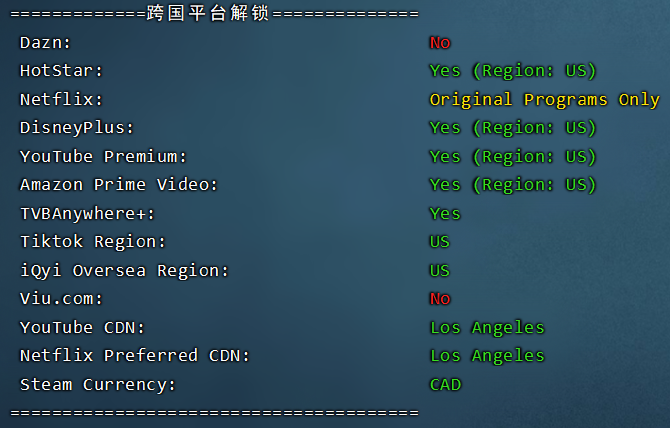 =============跨国平台解锁==============
Dazn: No
HotStar: Yes (Region: US)
Netflix: Original Programs Only
DisneyPlus: Yes (Region: US)
YouTube Premium: Yes (Region: US)
Amazon Prime Video: Yes (Region: US)
TVBAnywhere+: Yes
Tiktok Region: US
iQyi Oversea Region: US
Viu.com: No
YouTube CDN: Los Angeles
Netflix Preferred CDN: Los Angeles
Steam Currency: CAD
=======================================